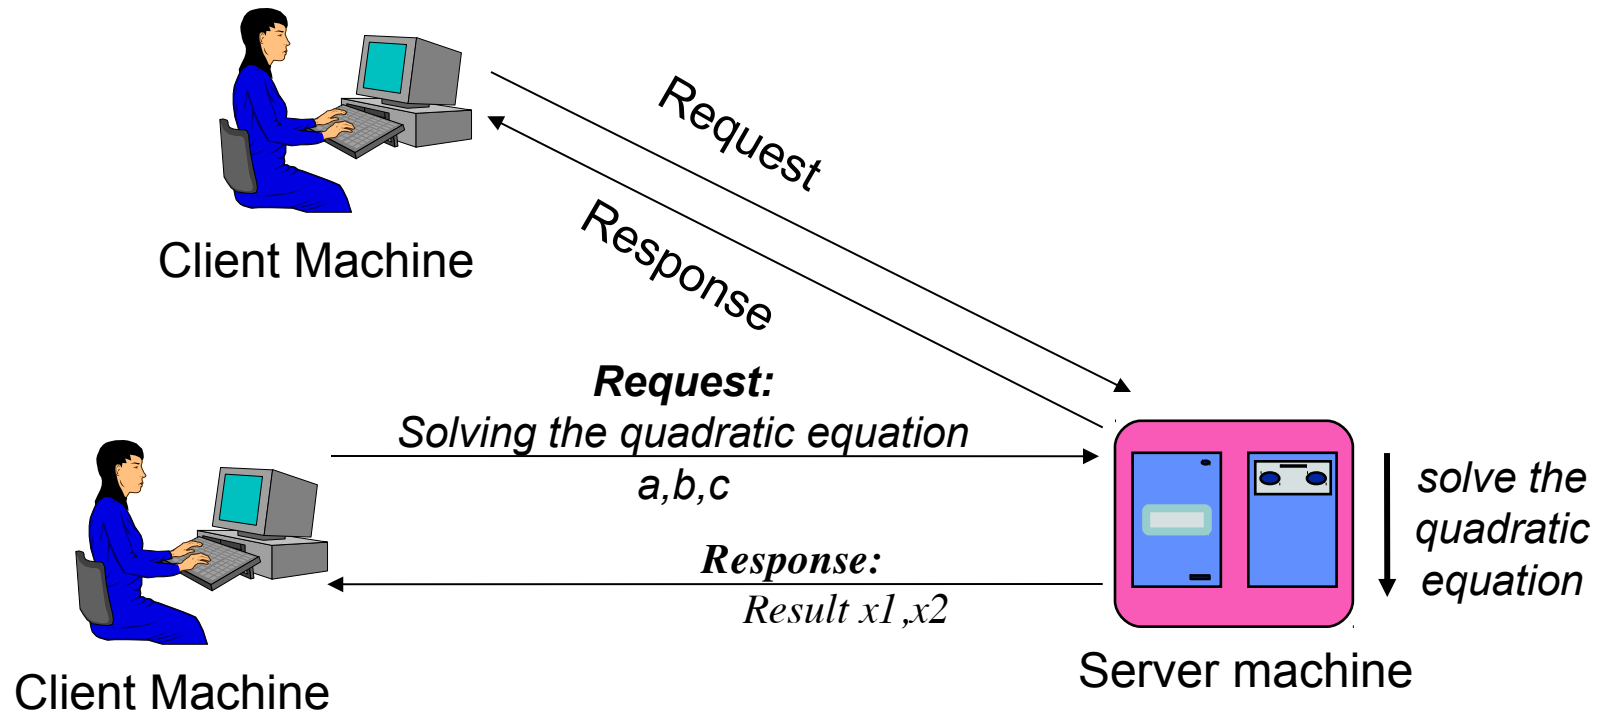 Request
Response
Client Machine
Request:
Solving the quadratic equation
a,b,c
Response:
Result x1,x2
solve the
quadratic
equation
Server machine
Client Machine